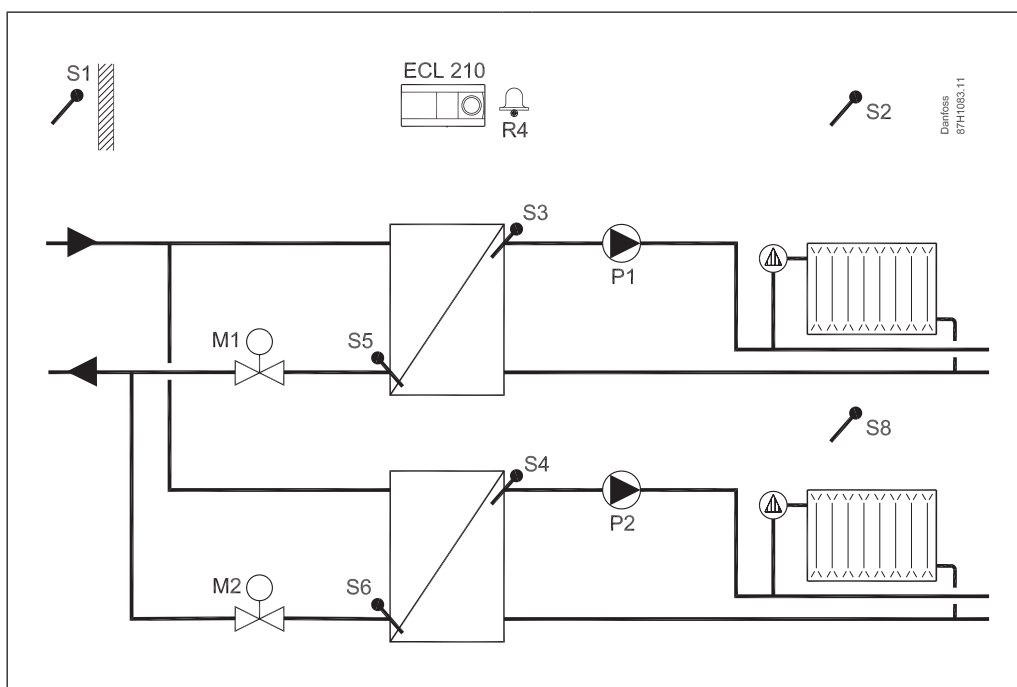 S1
ECL 210
R4
S2
Danfoss
87H1083.11
S3
P1
M1
S5
S8
S4
P2
M2
S6